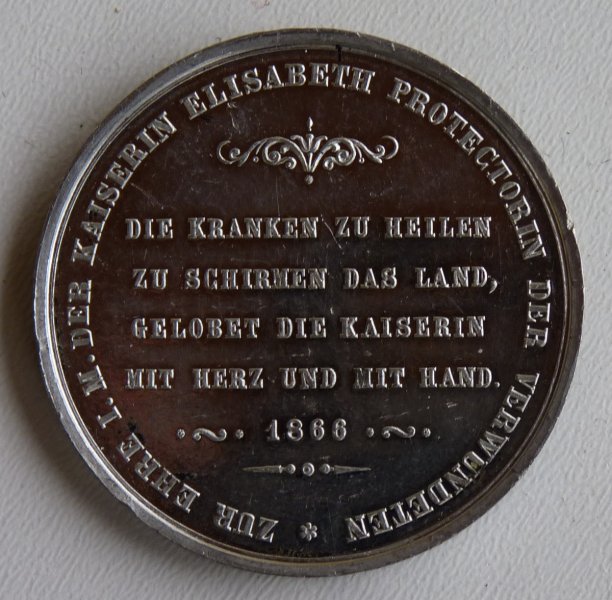 ZUR EHRE I. M. DER KAISERIN ELISABETH PROTECTORIN DER VERWUNDETEN *
DIE KRANKEN ZU HEILEN
ZU SCHIRMEN DAS LAND,
GELOBET DIE KAISERIN
MIT HERZ UND MIT HAND.
1866